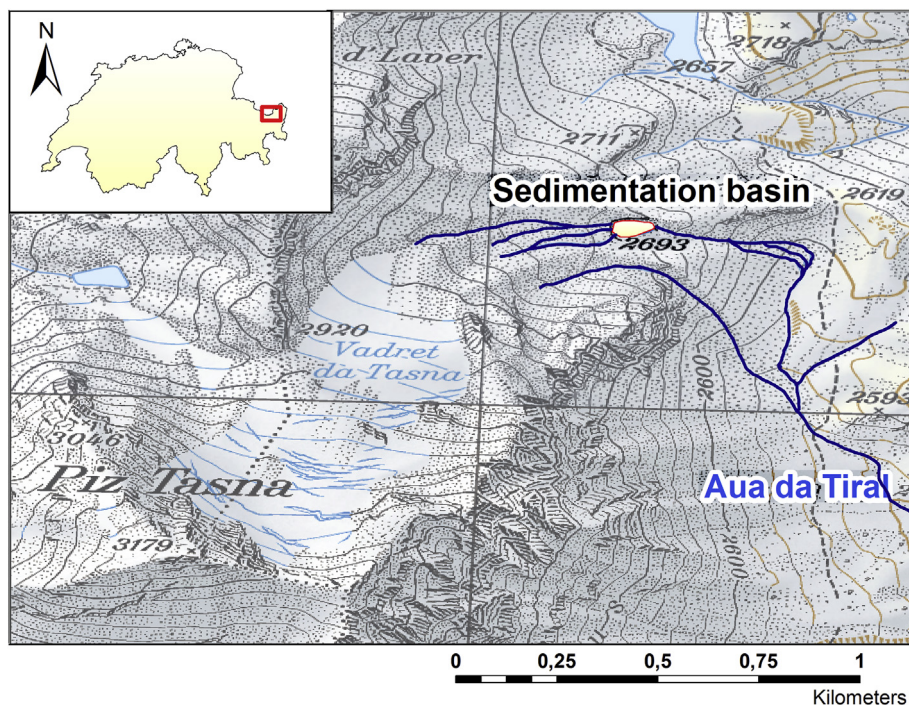 N
d'Laver
2718
2657
2711
Sedimentation basin
2619
2693
2920
Vadret
da Tasna
2600
2592
3046
Piz Tasna
Aua da Tiral
3179
2600
0 0,25 0,5 0,75 1
Kilometers